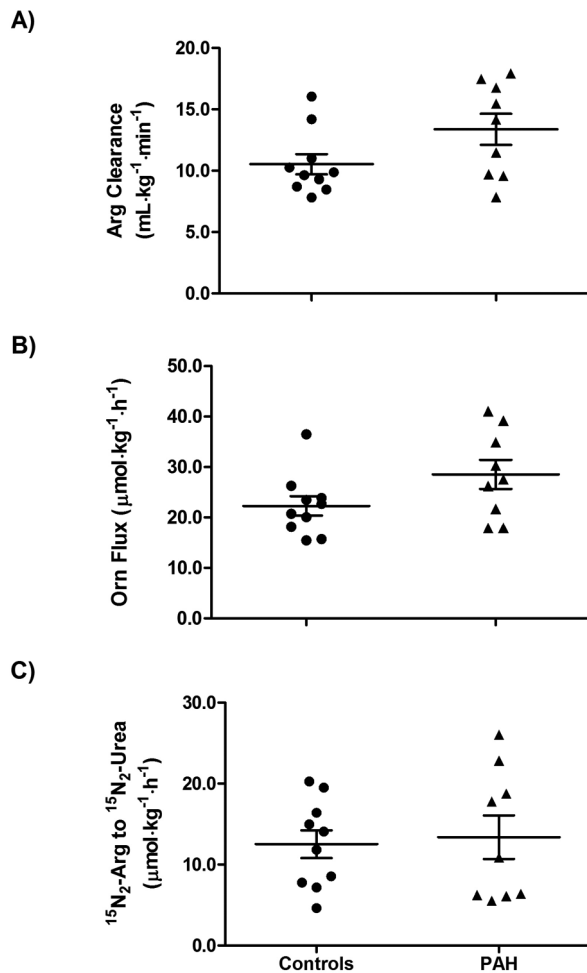 A)
Arg Clearance
(mL·kg⁻¹·min⁻¹)
20.0
15.0
10.0
5.0
0.0
B)
Orn Flux (μmol·kg⁻¹·h⁻¹)
50.0
40.0
30.0
20.0
10.0
0.0
C)
¹⁵N₂-Arg to ¹⁵N₂-Urea
(μmol·kg⁻¹·h⁻¹)
30.0
20.0
10.0
0.0
Controls PAH